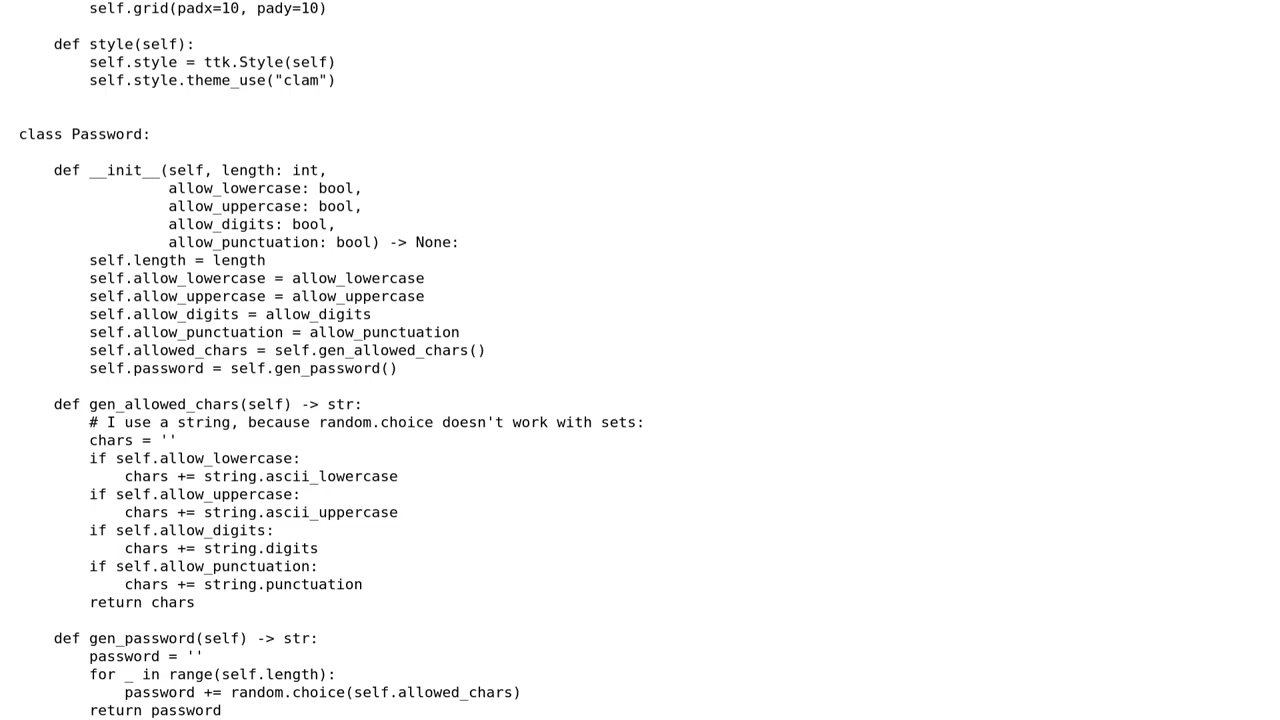 self.grid(padx=10, pady=10)

    def style(self):
        self.style = ttk.Style(self)
        self.style.theme_use("clam")


class Password:

    def __init__(self, length: int,
                 allow_lowercase: bool,
                 allow_uppercase: bool,
                 allow_digits: bool,
                 allow_punctuation: bool) -> None:
        self.length = length
        self.allow_lowercase = allow_lowercase
        self.allow_uppercase = allow_uppercase
        self.allow_digits = allow_digits
        self.allow_punctuation = allow_punctuation
        self.allowed_chars = self.gen_allowed_chars()
        self.password = self.gen_password()

    def gen_allowed_chars(self) -> str:
        # I use a string, because random.choice doesn't work with sets:
        chars = ''
        if self.allow_lowercase:
            chars += string.ascii_lowercase
        if self.allow_uppercase:
            chars += string.ascii_uppercase
        if self.allow_digits:
            chars += string.digits
        if self.allow_punctuation:
            chars += string.punctuation
        return chars

    def gen_password(self) -> str:
        password = ''
        for _ in range(self.length):
            password += random.choice(self.allowed_chars)
        return password